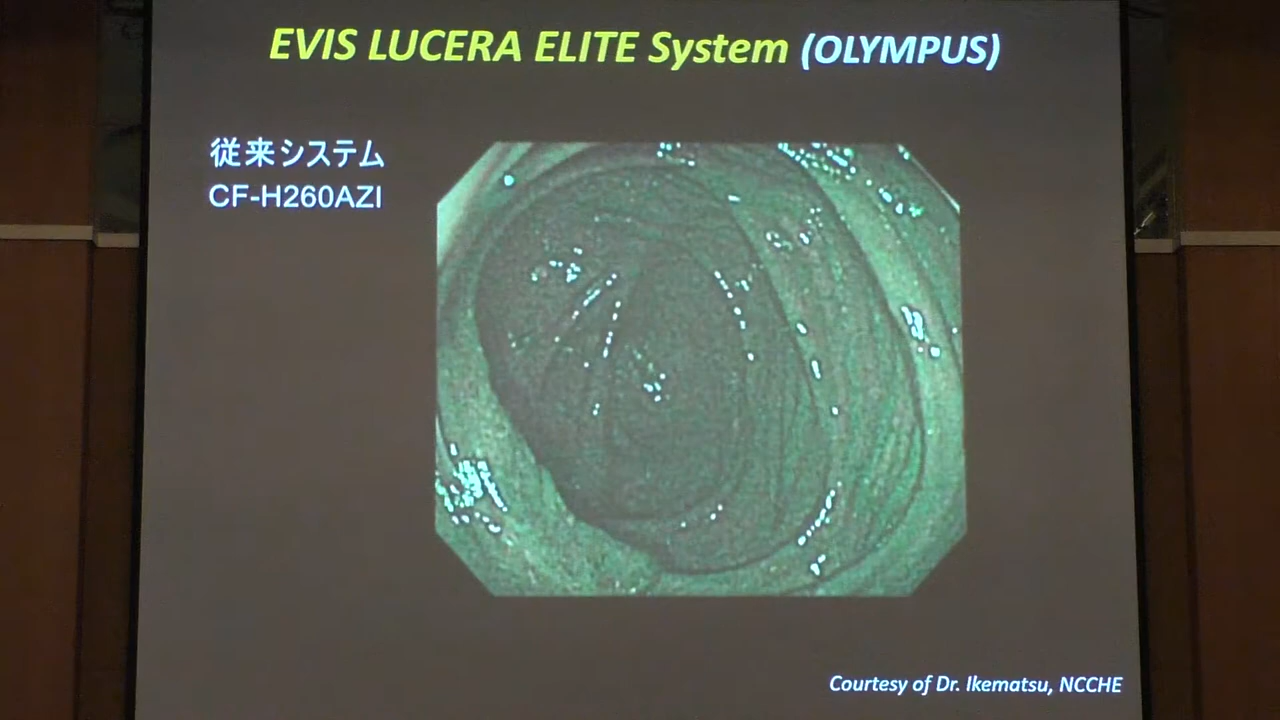 EVIS LUCERA ELITE System (OLYMPUS)
従来システム
CF-H260AZI
Courtesy of Dr. Ikematsu, NCCHE